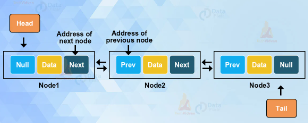 Head
Address of
next node
Address of
previous node
Null Data Next
Prev Data Next
Prev Data Null
Node1
Node2
Node3
Tail